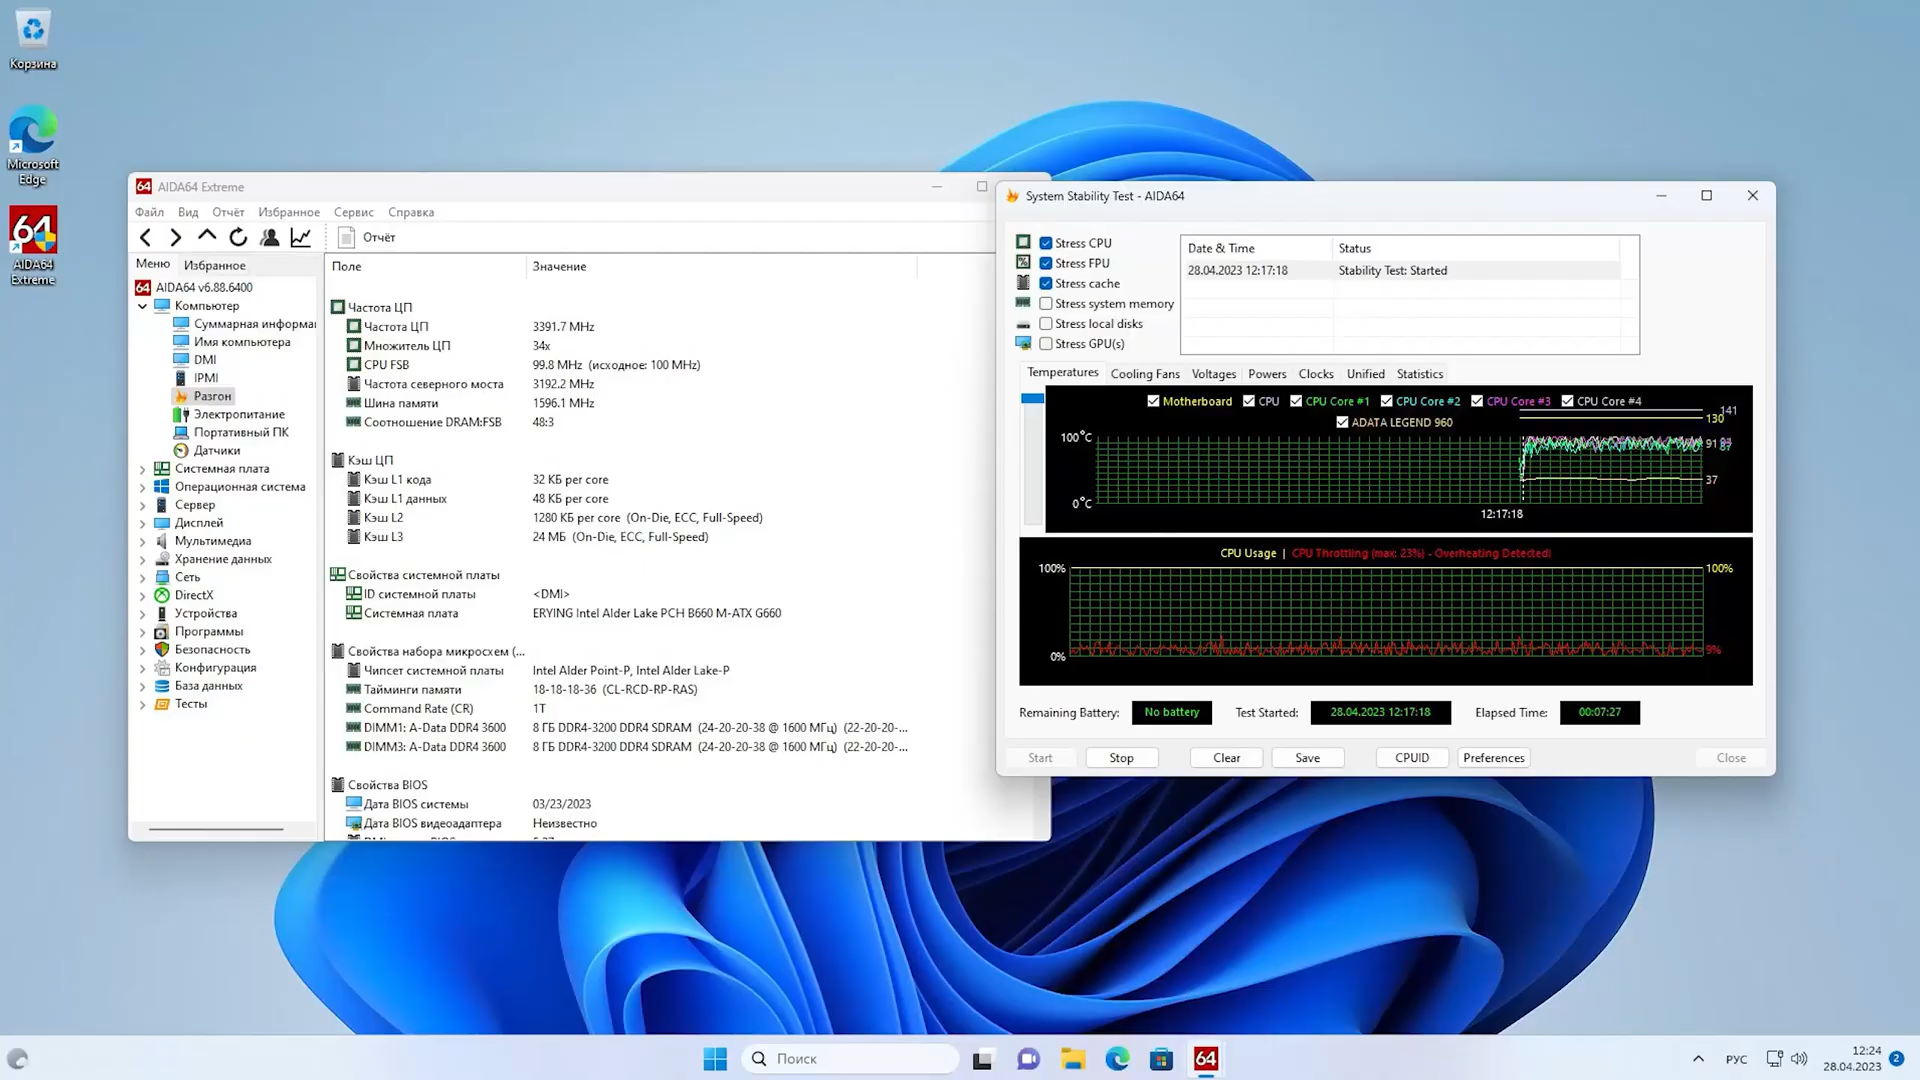 Корзина
Microsoft
Edge
64
AIDA64
Extreme
64 AIDA64 Extreme
Файл Вид Отчёт Избранное Сервис Справка
Отчёт
Меню Избранное
64 AIDA64 v6.88.6400
Компьютер
Суммарная информа
Имя компьютера
DMI
IPMI
Разгон
Электропитание
Портативный ПК
Датчики
Системная плата
Операционная система
Сервер
Дисплей
Мультимедиа
Хранение данных
Сеть
DirectX
Устройства
Программы
Безопасность
Конфигурация
База данных
Тесты
Поле Значение
Частота ЦП
Частота ЦП 3391.7 MHz
Множитель ЦП 34x
CPU FSB 99.8 MHz (исходное: 100 MHz)
Частота северного моста 3192.2 MHz
Шина памяти 1596.1 MHz
Соотношение DRAM:FSB 48:3
Кэш ЦП
Кэш L1 кода 32 КБ per core
Кэш L1 данных 48 КБ per core
Кэш L2 1280 КБ per core (On-Die, ECC, Full-Speed)
Кэш L3 24 МБ (On-Die, ECC, Full-Speed)
Свойства системной платы
ID системной платы <DMI>
Системная плата ERYING Intel Alder Lake PCH B660 M-ATX G660
Свойства набора микросхем (...
Чипсет системной платы Intel Alder Point-P, Intel Alder Lake-P
Тайминги памяти 18-18-18-36 (CL-RCD-RP-RAS)
Command Rate (CR) 1T
DIMM1: A-Data DDR4 3600 8 ГБ DDR4-3200 DDR4 SDRAM (24-20-20-38 @ 1600 МГц) (22-20-20-...
DIMM3: A-Data DDR4 3600 8 ГБ DDR4-3200 DDR4 SDRAM (24-20-20-38 @ 1600 МГц) (22-20-20-...
Свойства BIOS
Дата BIOS системы 03/23/2023
Дата BIOS видеоадаптера Неизвестно
System Stability Test - AIDA64
Stress CPU
Stress FPU
Stress cache
Stress system memory
Stress local disks
Stress GPU(s)
Date & Time Status
28.04.2023 12:17:18 Stability Test: Started
Temperatures Cooling Fans Voltages Powers Clocks Unified Statistics
Motherboard CPU CPU Core #1 CPU Core #2 CPU Core #3 CPU Core #4
ADATA LEGEND 960
141
130
100°C
91
37
0°C
12:17:18
CPU Usage | CPU Throttling (max: 23%) - Overheating Detected!
100% 100%
0% 9%
Remaining Battery: No battery Test Started: 28.04.2023 12:17:18 Elapsed Time: 00:07:27
Start Stop Clear Save CPUID Preferences Close
Поиск
64
РУС
12:24
28.04.2023
2